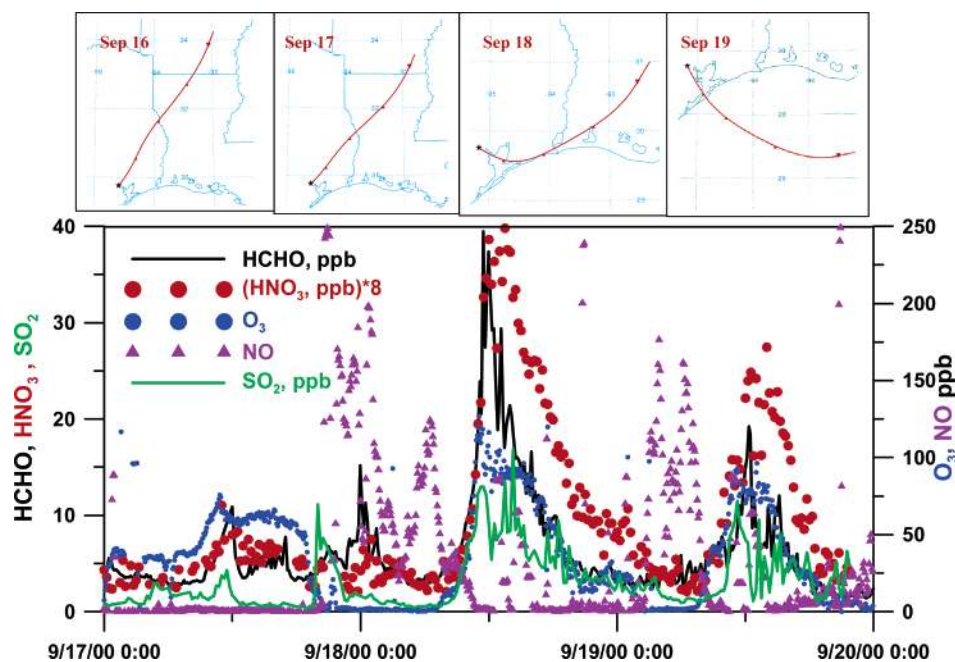 Sep 16
Sep 17
Sep 18
Sep 19
40
30
20
10
0
HCHO, HNO₃ , SO₂
HCHO, ppb
(HNO₃, ppb)*8
O₃
NO
SO₂, ppb
250
200
150
100
50
0
O₃, NO ppb
9/17/00 0:00
9/18/00 0:00
9/19/00 0:00
9/20/00 0:00